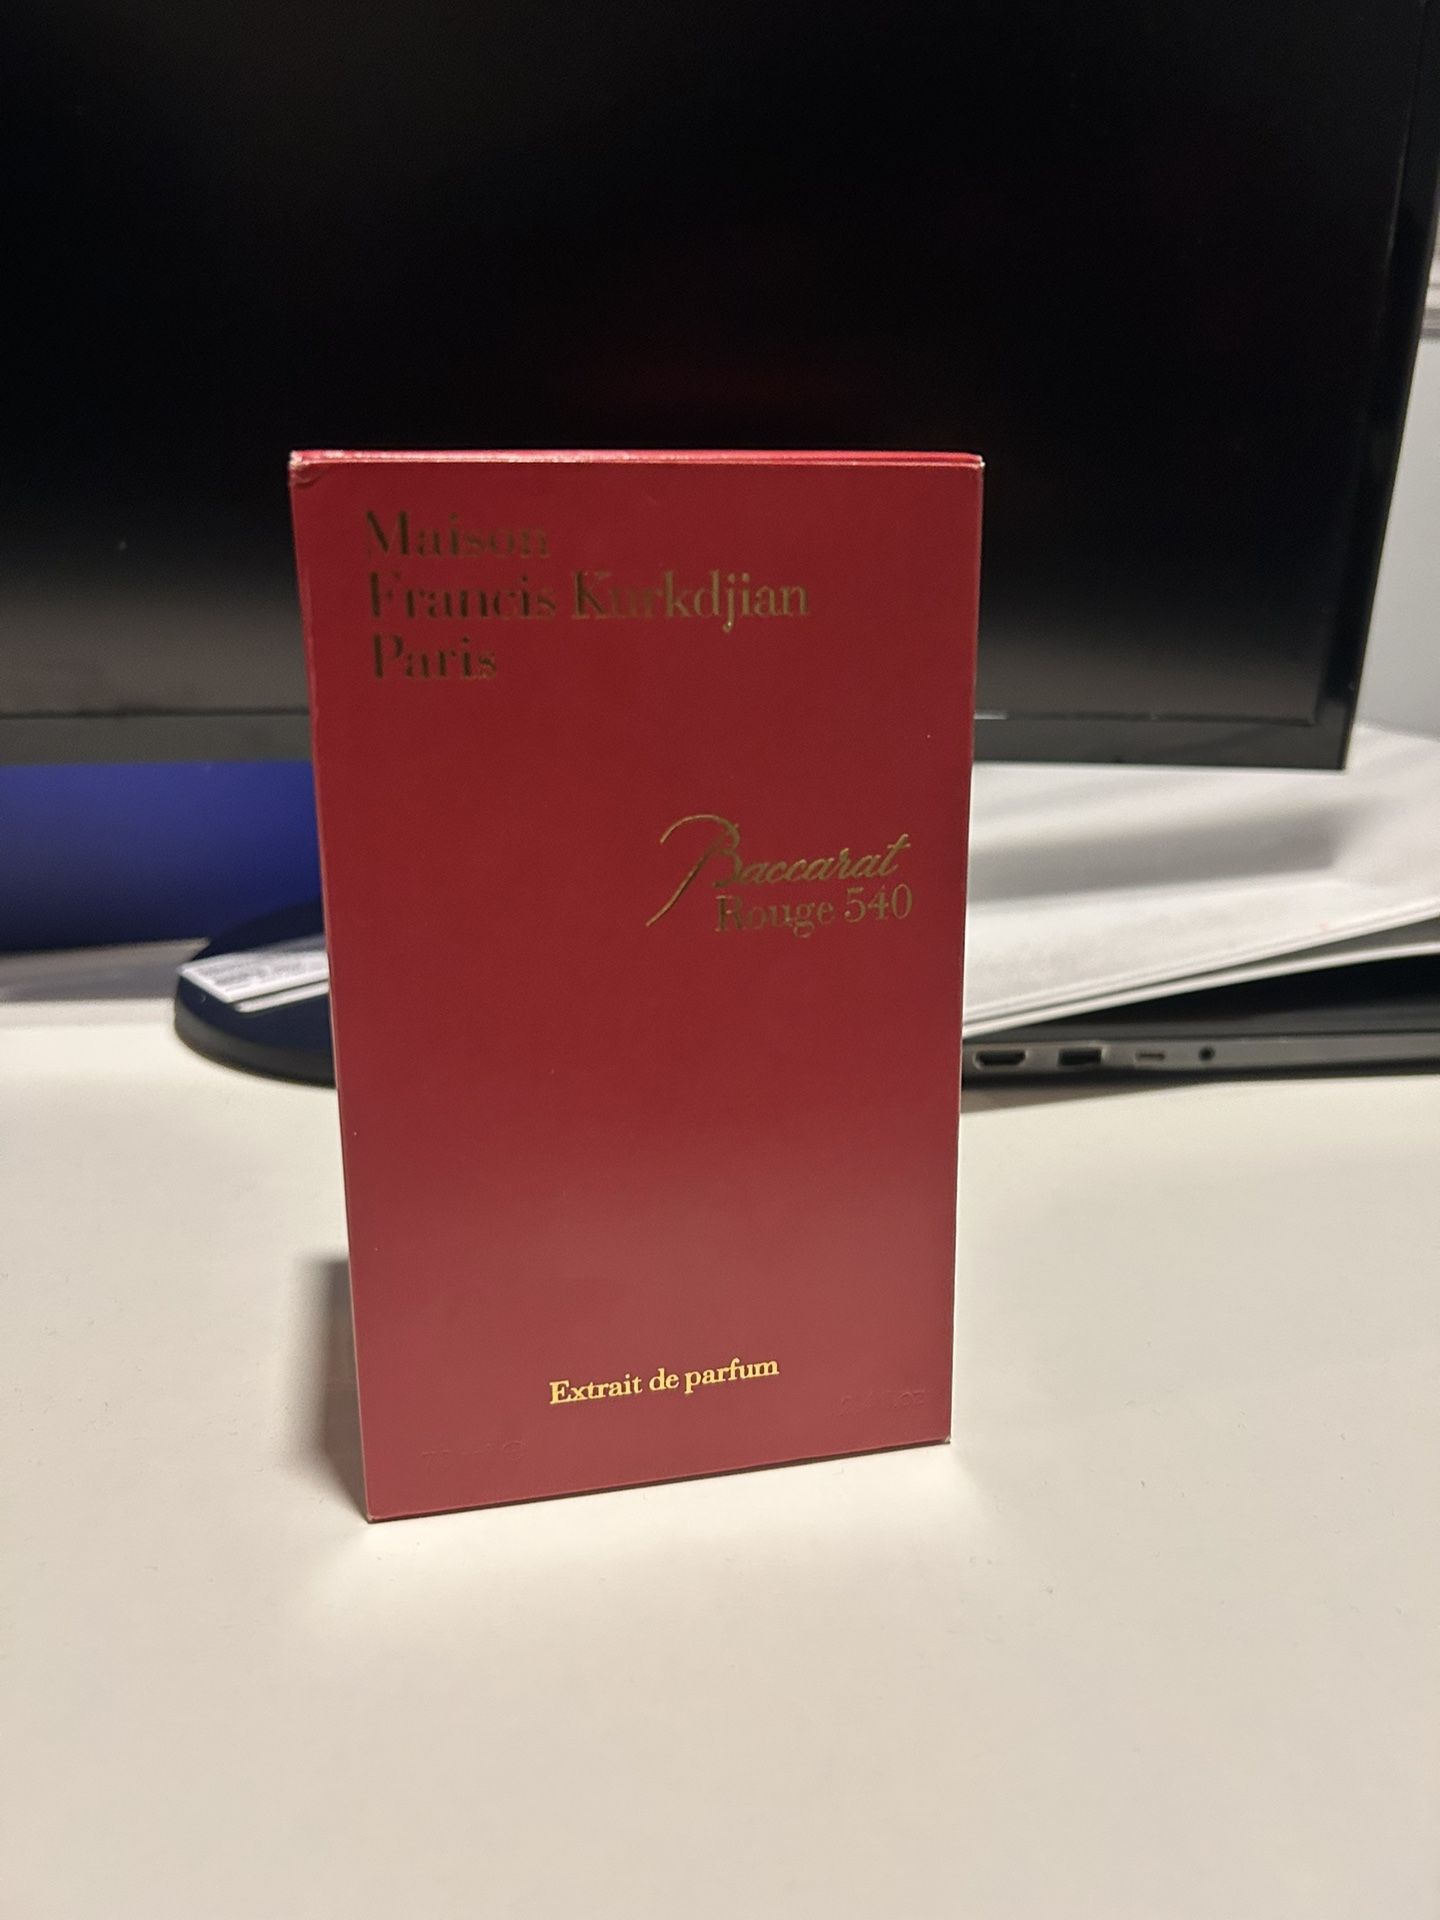 Maison
Francis Kurkdjian
Paris
Baccarat
Rouge 540
Extrait de parfum